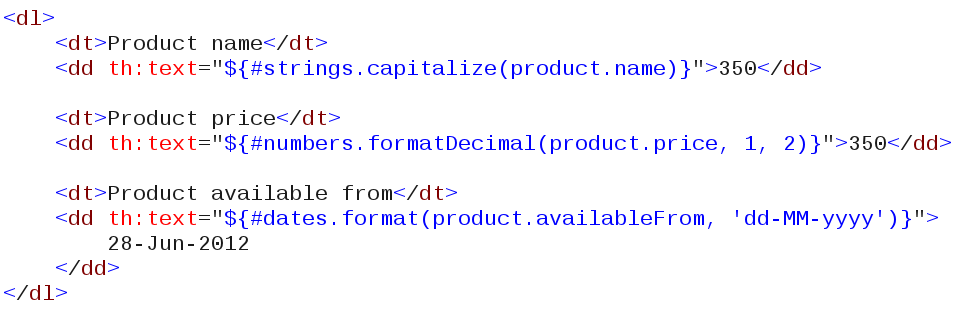 <dl>
    <dt>Product name</dt>
    <dd th:text="${#strings.capitalize(product.name)}">350</dd>

    <dt>Product price</dt>
    <dd th:text="${#numbers.formatDecimal(product.price, 1, 2)}">350</dd>

    <dt>Product available from</dt>
    <dd th:text="${#dates.format(product.availableFrom, 'dd-MM-yyyy')}">
        28-Jun-2012
    </dd>
</dl>